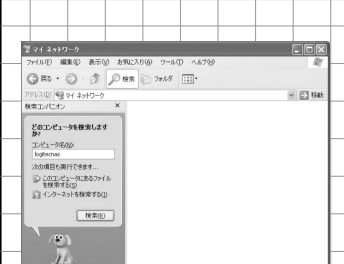 マイ ネットワーク
ファイル(F) 編集(E) 表示(V) お気に入り(A) ツール(T) ヘルプ(H)
戻る 検索 フォルダ
アドレス(D) マイ ネットワーク 移動
検索コンパニオン ×
どのコンピュータを検索します
か?
コンピュータ名(M):
logitecnas
次の項目も実行できます...
このコンピュータにあるファイル
を検索する(S)
インターネットを検索する(I)
検索(R)